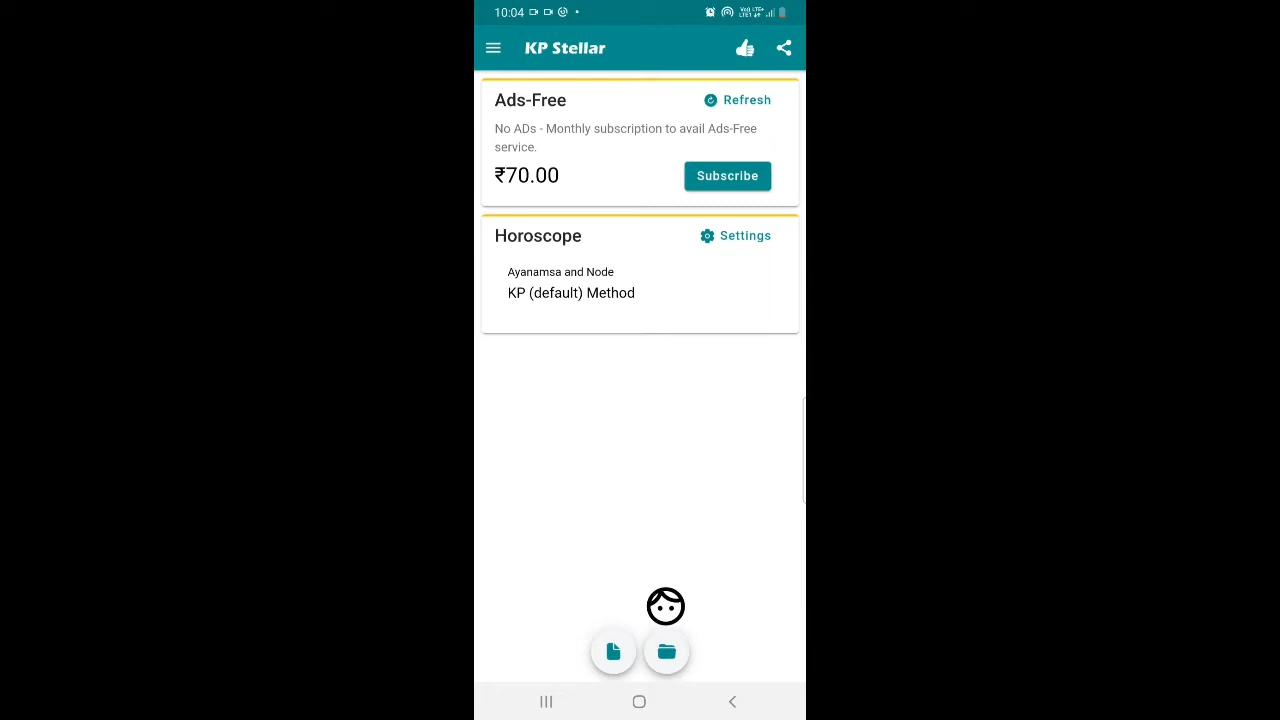 10:04
KP Stellar
Ads-Free
Refresh
No ADs - Monthly subscription to avail Ads-Free
service.
₹70.00
Subscribe
Horoscope
Settings
Ayanamsa and Node
KP (default) Method